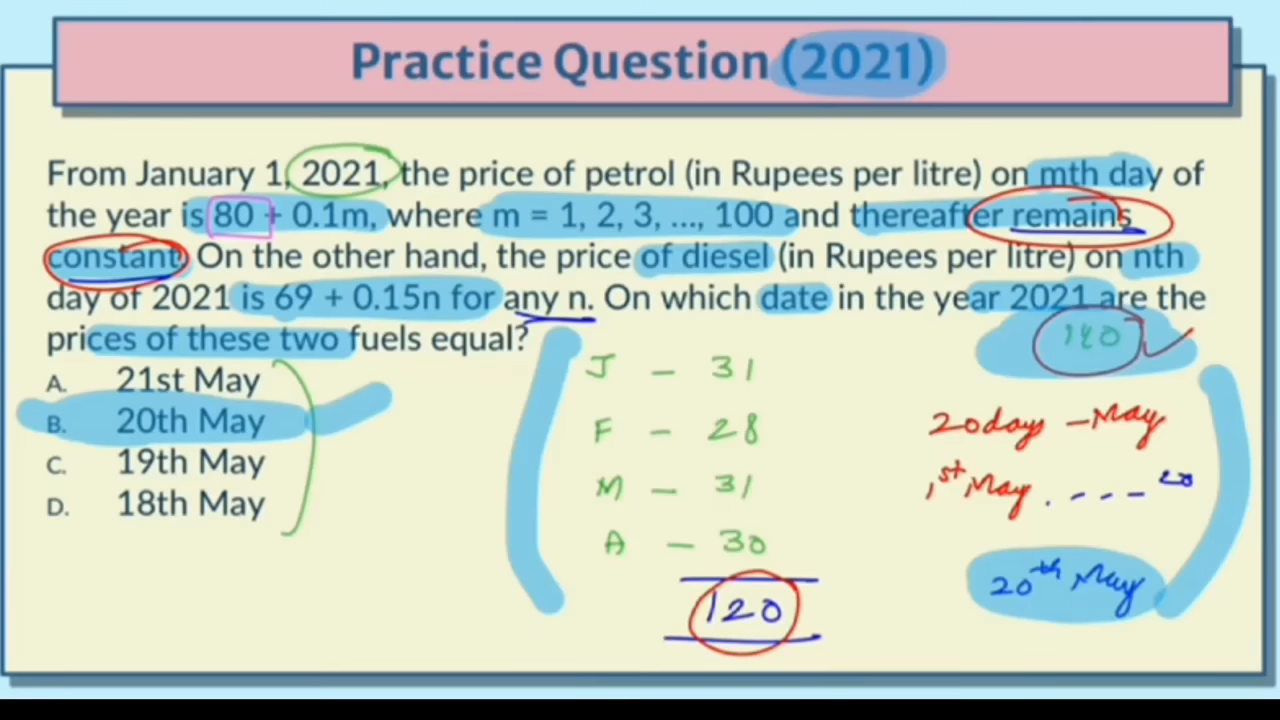 Practice Question (2021)
From January 1, 2021, the price of petrol (in Rupees per litre) on mth day of
the year is 80 + 0.1m, where m = 1, 2, 3, ..., 100 and thereafter remains
constant. On the other hand, the price of diesel (in Rupees per litre) on nth
day of 2021 is 69 + 0.15n for any n. On which date in the year 2021 are the
prices of these two fuels equal?
A. 21st May
B. 20th May
C. 19th May
D. 18th May
J - 31
F - 28
M - 31
A - 30
120
140
20day - May
1st May . - - - 20
20th May